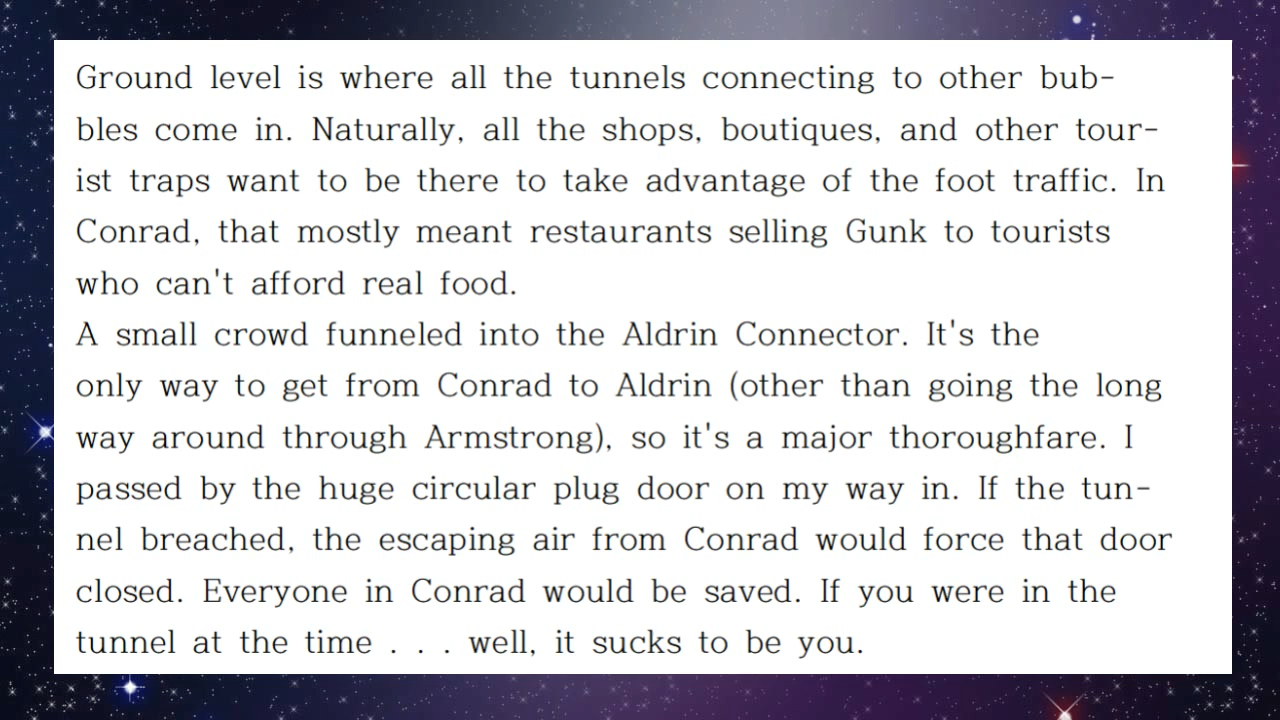 Ground level is where all the tunnels connecting to other bub-
bles come in. Naturally, all the shops, boutiques, and other tour-
ist traps want to be there to take advantage of the foot traffic. In
Conrad, that mostly meant restaurants selling Gunk to tourists
who can't afford real food.
A small crowd funneled into the Aldrin Connector. It's the
only way to get from Conrad to Aldrin (other than going the long
way around through Armstrong), so it's a major thoroughfare. I
passed by the huge circular plug door on my way in. If the tun-
nel breached, the escaping air from Conrad would force that door
closed. Everyone in Conrad would be saved. If you were in the
tunnel at the time . . . well, it sucks to be you.